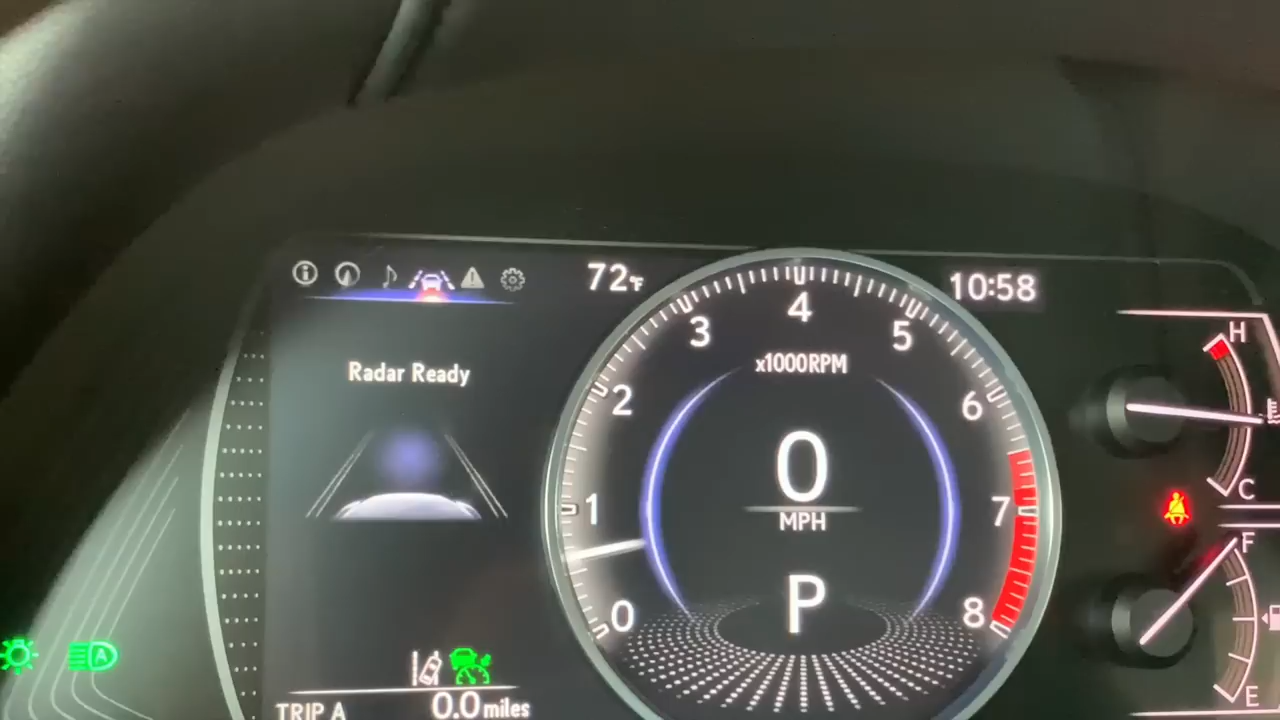 72°F
10:58
Radar Ready
x1000RPM
0 1 2 3 4 5 6 7 8
0
MPH
P
H
C
F
E
A
TRIP A
0.0 miles